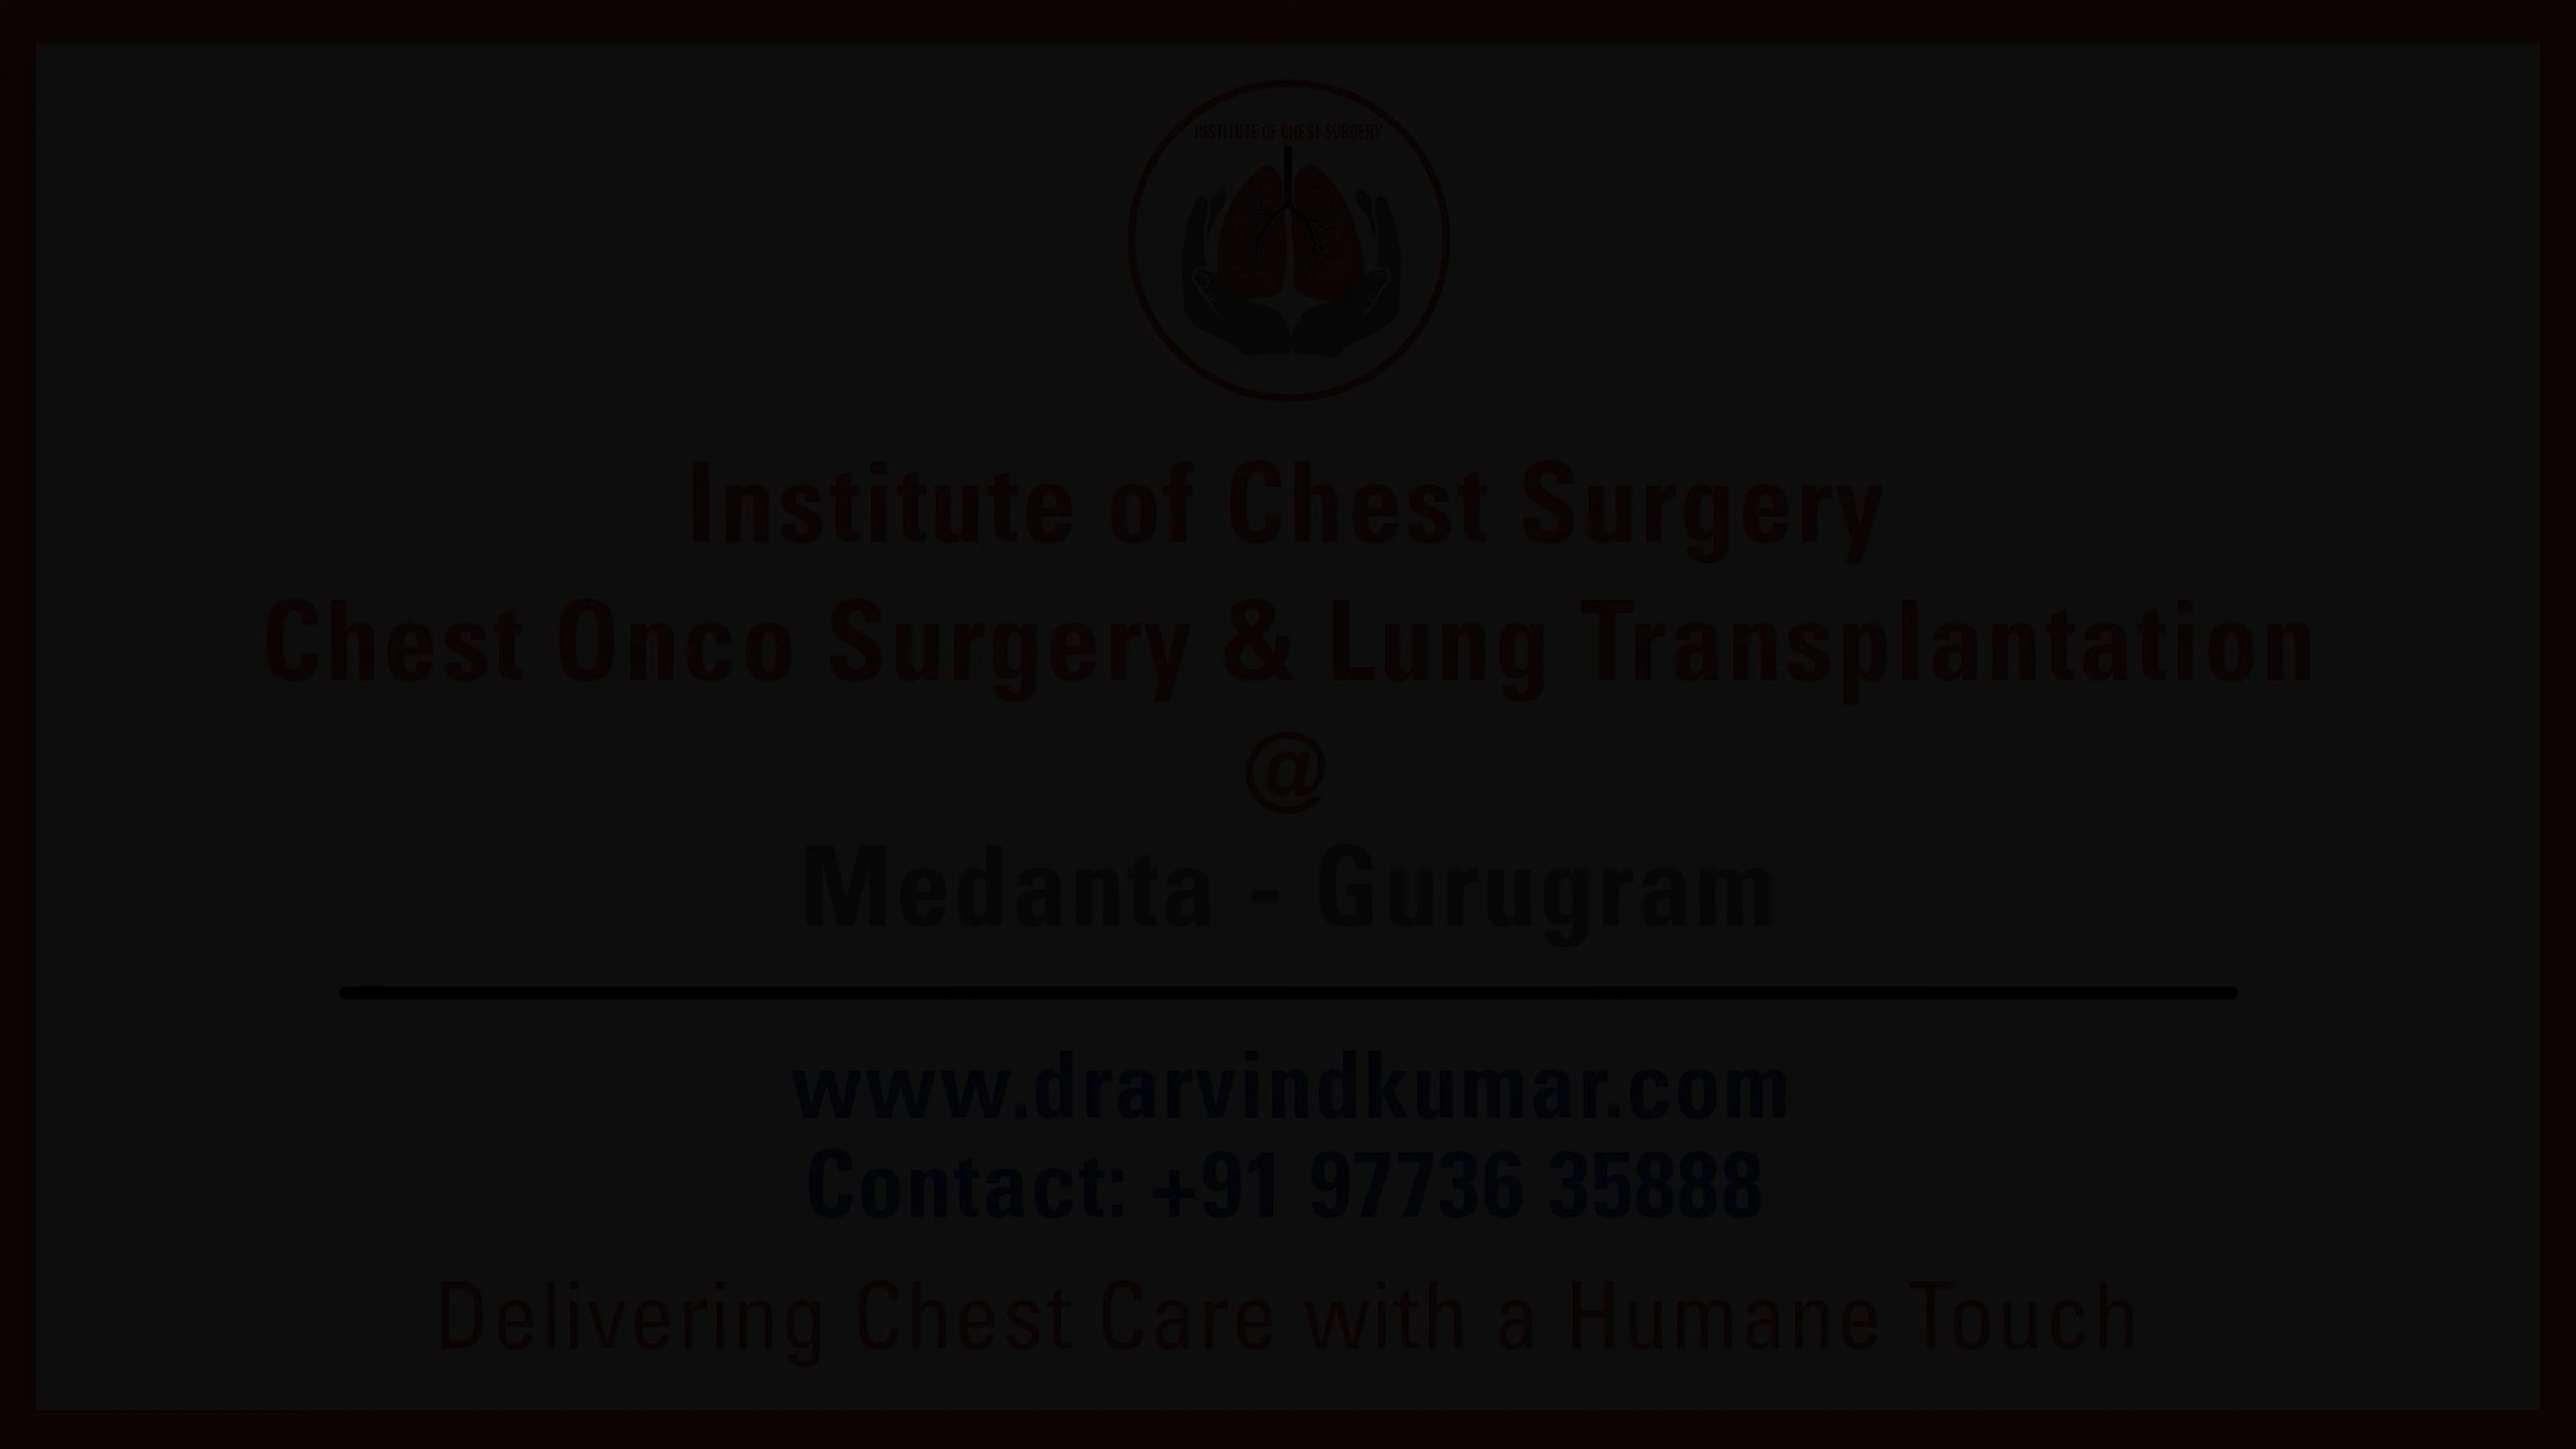 INSTITUTE OF CHEST SURGERY
Institute of Chest Surgery
Chest Onco Surgery & Lung Transplantation
@
Medanta - Gurugram
www.drarvindkumar.com
Contact: +91 97736 35888
Delivering Chest Care with a Humane Touch